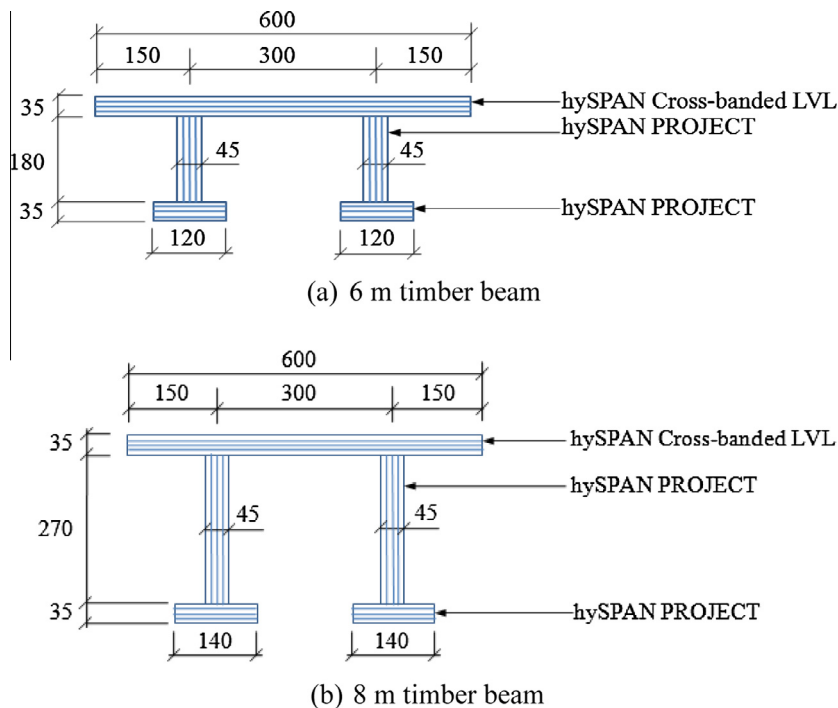 600
150 300 150
35
hySPAN Cross-banded LVL
hySPAN PROJECT
180
45 45
35
hySPAN PROJECT
120 120
(a) 6 m timber beam
600
150 300 150
35
hySPAN Cross-banded LVL
hySPAN PROJECT
45 45
270
35
hySPAN PROJECT
140 140
(b) 8 m timber beam